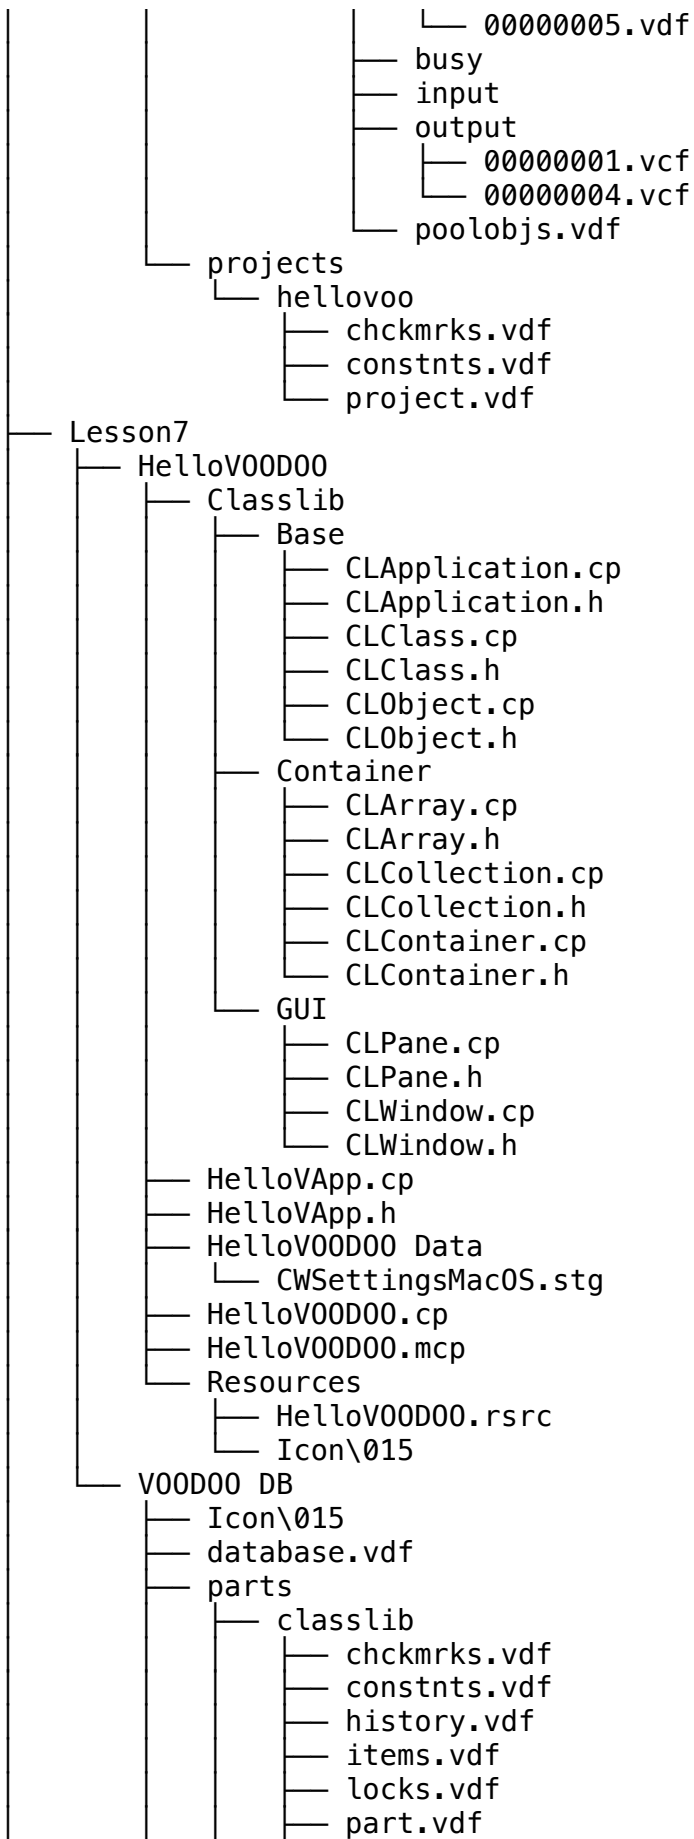 │       │           │   └── 00000005.vdf
│       │           ├── busy
│       │           ├── input
│       │           ├── output
│       │           │   ├── 00000001.vcf
│       │           │   └── 00000004.vcf
│       │           └── poolobjs.vdf
│       └── projects
│           └── hellovoo
│               ├── chckmrks.vdf
│               ├── constnts.vdf
│               └── project.vdf
├── Lesson7
│   ├── HelloVOODOO
│   │   ├── Classlib
│   │   │   ├── Base
│   │   │   │   ├── CLApplication.cp
│   │   │   │   ├── CLApplication.h
│   │   │   │   ├── CLClass.cp
│   │   │   │   ├── CLClass.h
│   │   │   │   ├── CLObject.cp
│   │   │   │   └── CLObject.h
│   │   │   ├── Container
│   │   │   │   ├── CLArray.cp
│   │   │   │   ├── CLArray.h
│   │   │   │   ├── CLCollection.cp
│   │   │   │   ├── CLCollection.h
│   │   │   │   ├── CLContainer.cp
│   │   │   │   └── CLContainer.h
│   │   │   └── GUI
│   │   │       ├── CLPane.cp
│   │   │       ├── CLPane.h
│   │   │       ├── CLWindow.cp
│   │   │       └── CLWindow.h
│   │   ├── HelloVApp.cp
│   │   ├── HelloVApp.h
│   │   ├── HelloVOODOO Data
│   │   │   └── CWSettingsMacOS.stg
│   │   ├── HelloVOODOO.cp
│   │   ├── HelloVOODOO.mcp
│   │   └── Resources
│   │       ├── HelloVOODOO.rsrc
│   │       └── Icon\015
│   └── VOODOO DB
│       ├── Icon\015
│       ├── database.vdf
│       ├── parts
│       │   ├── classlib
│       │   │   ├── chckmrks.vdf
│       │   │   ├── constnts.vdf
│       │   │   ├── history.vdf
│       │   │   ├── items.vdf
│       │   │   ├── locks.vdf
│       │   │   ├── part.vdf